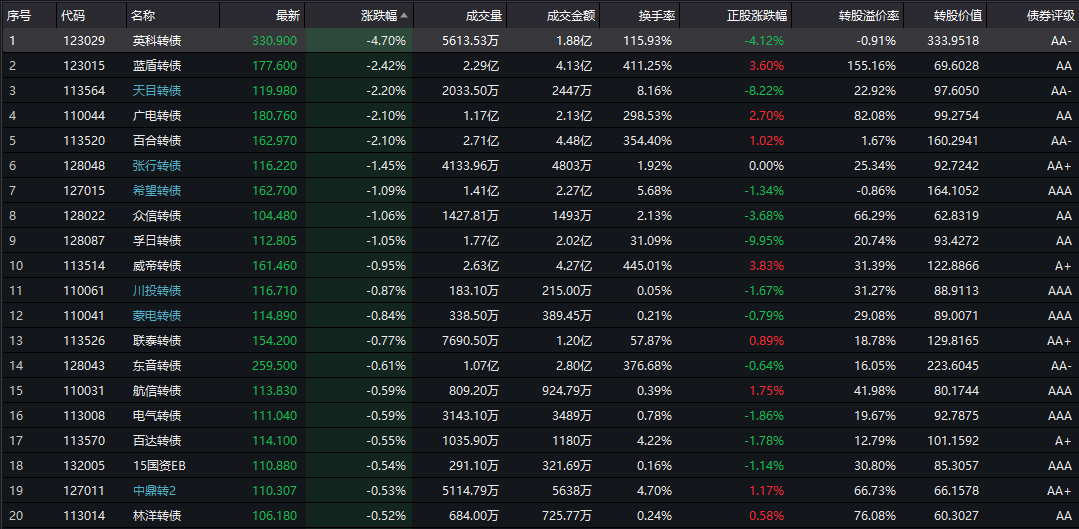 序号 代码 名称 最新 涨跌幅 成交量 成交金额 换手率 正股涨跌幅 转股溢价率 转股价值 债券评级
1 123029 英科转债 330.900 -4.70% 5613.53万 1.88亿 115.93% -4.12% -0.91% 333.9518 AA-
2 123015 蓝盾转债 177.600 -2.42% 2.29亿 4.13亿 411.25% 3.60% 155.16% 69.6028 AA
3 113564 天目转债 119.980 -2.20% 2033.50万 2447万 8.16% -8.22% 22.92% 97.6050 AA-
4 110044 广电转债 180.760 -2.10% 1.17亿 2.13亿 298.53% 2.70% 82.08% 99.2754 AA
5 113520 百合转债 162.970 -2.10% 2.71亿 4.48亿 354.40% 1.02% 1.67% 160.2941 AA-
6 128048 张行转债 116.220 -1.45% 4133.96万 4803万 1.92% 0.00% 25.34% 92.7242 AA+
7 127015 希望转债 162.700 -1.09% 1.41亿 2.27亿 5.68% -1.34% -0.86% 164.1052 AAA
8 128022 众信转债 104.480 -1.06% 1427.81万 1493万 2.13% -3.68% 66.29% 62.8319 AA
9 128087 孚日转债 112.805 -1.05% 1.77亿 2.02亿 31.09% -9.95% 20.74% 93.4272 AA
10 113514 威帝转债 161.460 -0.95% 2.63亿 4.27亿 445.01% 3.83% 31.39% 122.8866 A+
11 110061 川投转债 116.710 -0.87% 183.10万 215.00万 0.05% -1.67% 31.27% 88.9113 AAA
12 110041 蒙电转债 114.890 -0.84% 338.50万 389.45万 0.21% -0.79% 29.08% 89.0071 AAA
13 113526 联泰转债 154.200 -0.77% 7690.50万 1.20亿 57.87% 0.89% 18.78% 129.8165 AA+
14 128043 东音转债 259.500 -0.61% 1.07亿 2.80亿 376.68% -0.64% 16.05% 223.6045 AA-
15 110031 航信转债 113.830 -0.59% 809.20万 924.79万 0.39% 1.75% 41.98% 80.1744 AAA
16 113008 电气转债 111.040 -0.59% 3143.10万 3489万 0.78% -1.86% 19.67% 92.7875 AAA
17 113570 百达转债 114.100 -0.55% 1035.90万 1180万 4.22% -1.78% 12.79% 101.1592 A+
18 132005 15国资EB 110.880 -0.54% 291.10万 321.69万 0.16% -1.14% 30.80% 85.3057 AAA
19 127011 中鼎转2 110.307 -0.53% 5114.79万 5638万 4.70% 1.17% 66.73% 66.1578 AA+
20 113014 林洋转债 106.180 -0.52% 684.00万 725.77万 0.24% 0.58% 76.08% 60.3027 AA